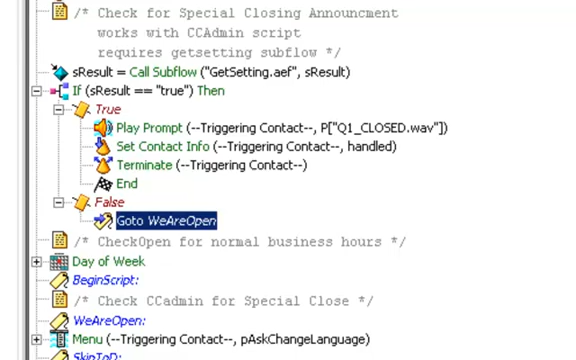 /* Check for Special Closing Announcment
works with CCAdmin script
requires getsetting subflow */
sResult = Call Subflow ("GetSetting.aef", sResult)
If (sResult == "true") Then
True
Play Prompt (--Triggering Contact--, P["Q1_CLOSED.wav"])
Set Contact Info (--Triggering Contact--, handled)
Terminate (--Triggering Contact--)
End
False
Goto WeAreOpen
/* CheckOpen for normal business hours */
Day of Week
BeginScript:
/* Check CCadmin for Special Close */
WeAreOpen:
Menu (--Triggering Contact--, pAskChangeLanguage)
SkipToD: